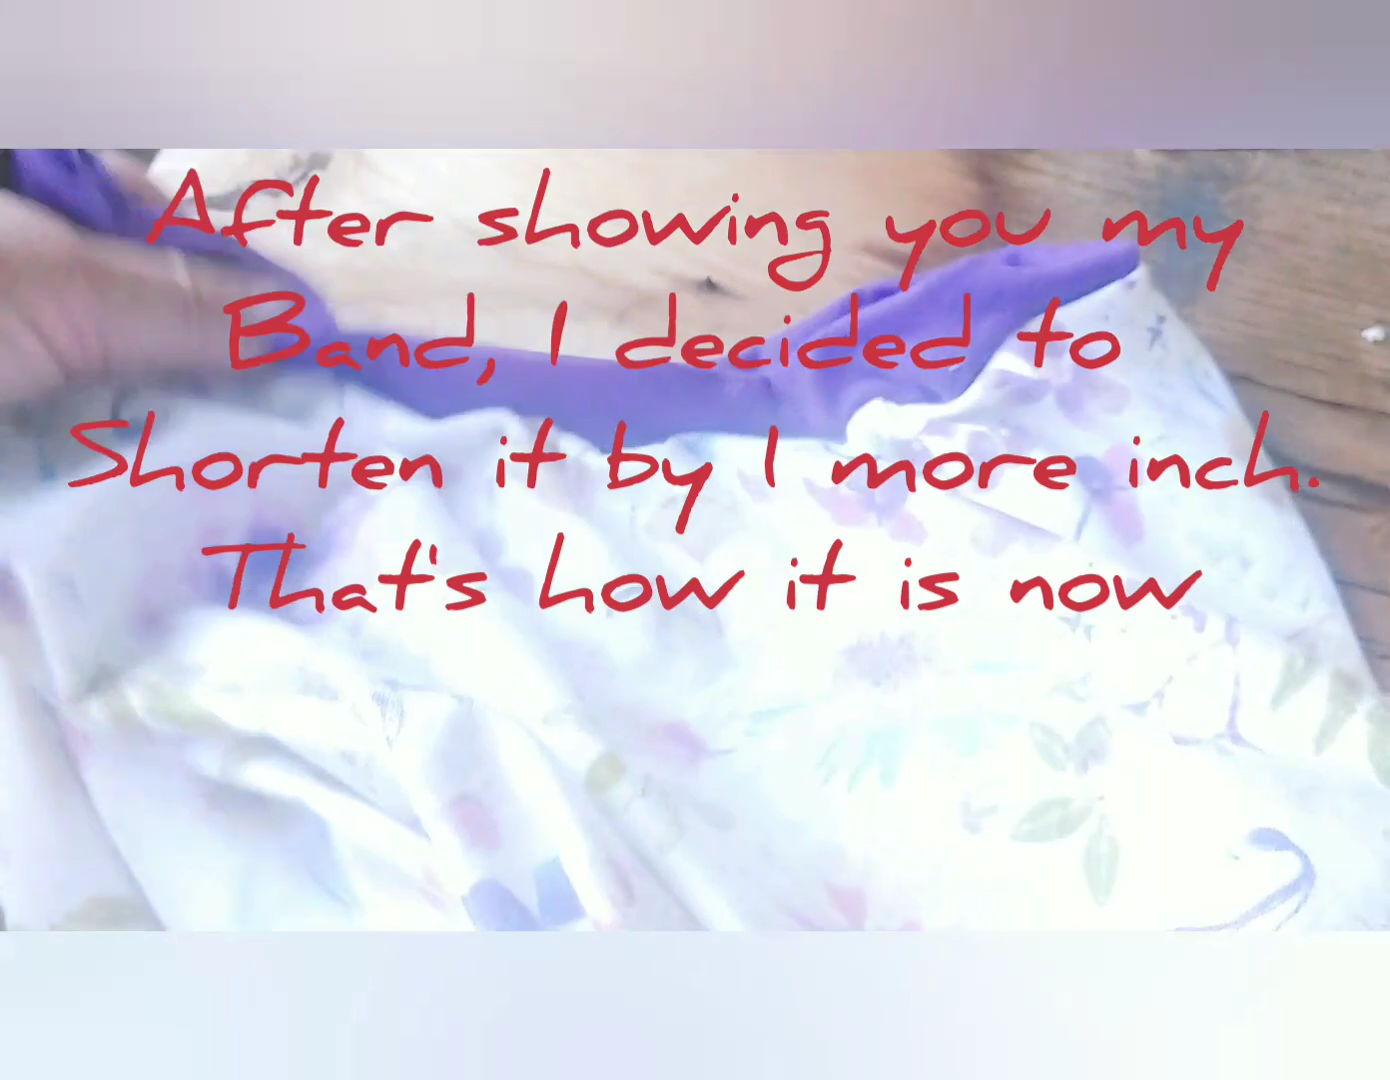 After showing you my
Band, I decided to
Shorten it by 1 more inch.
That's how it is now